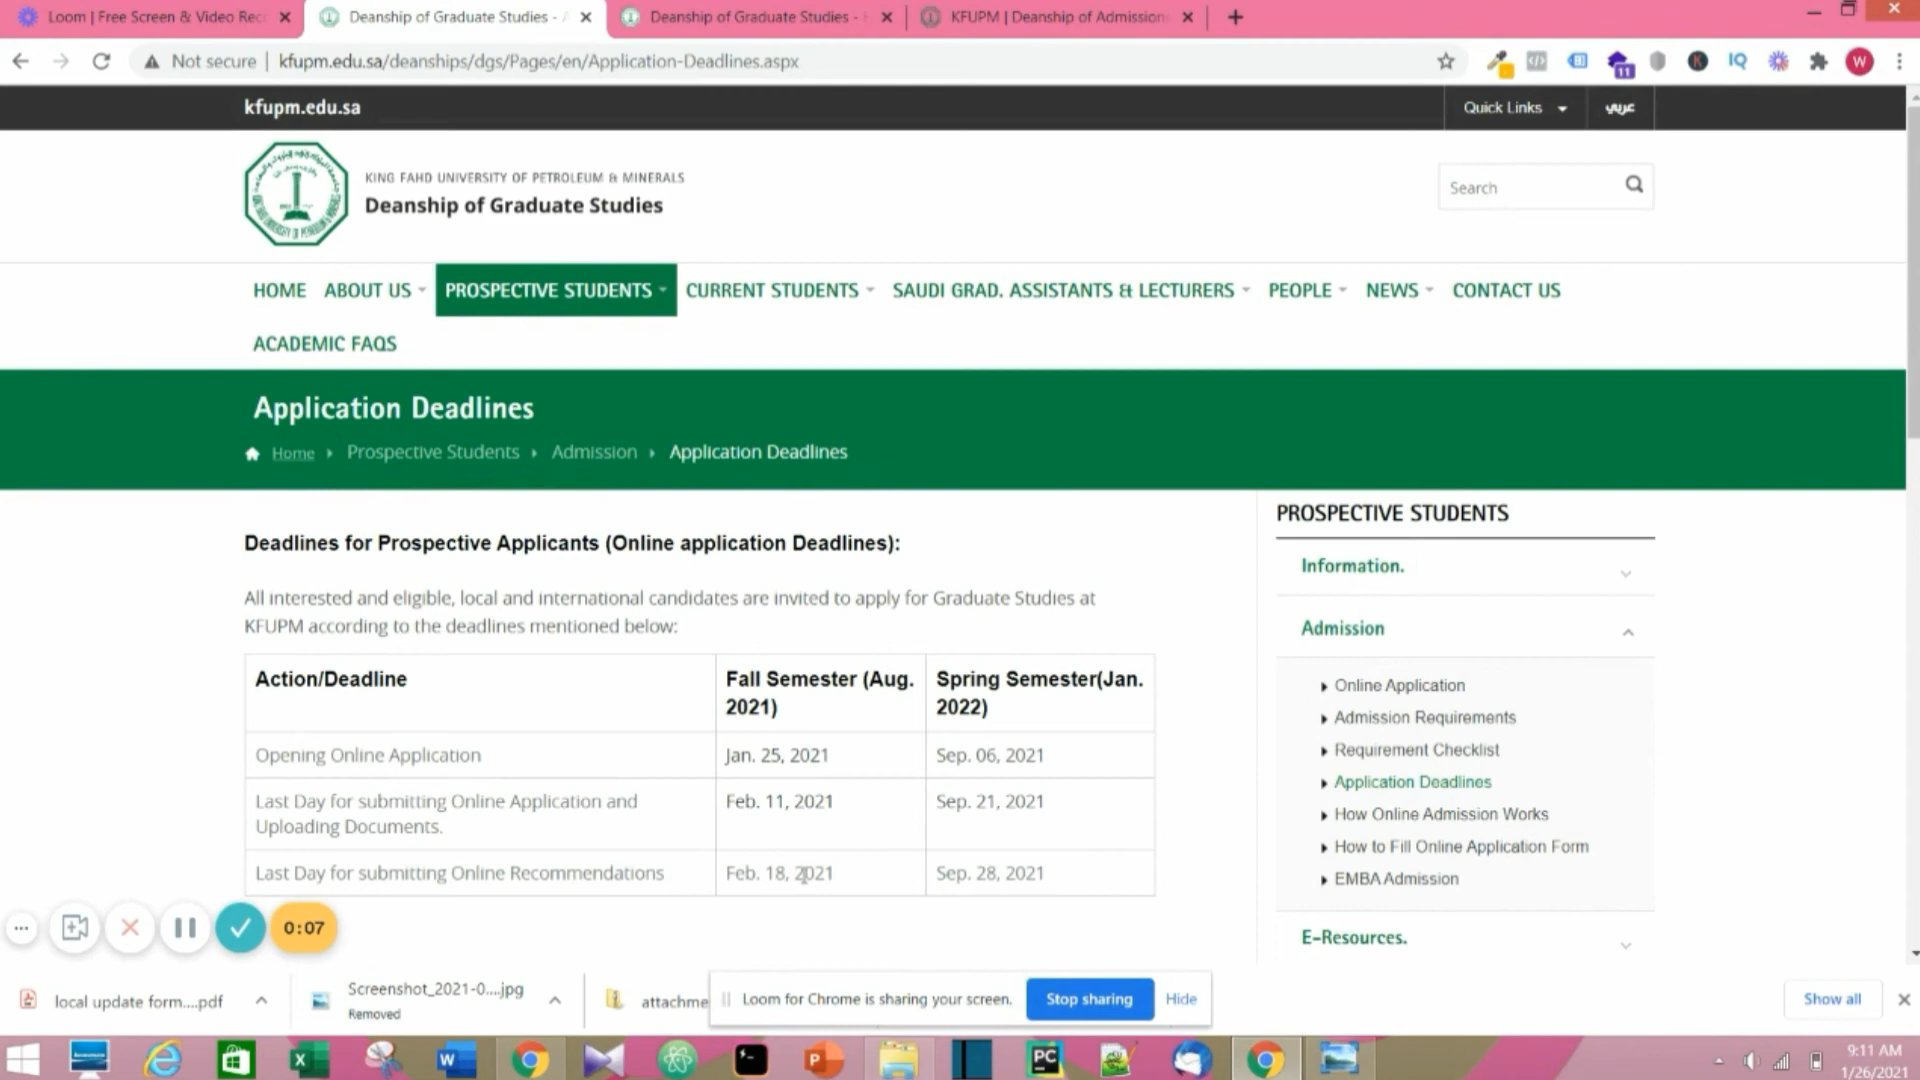 Loom | Free Screen & Video Rec
Deanship of Graduate Studies -
Deanship of Graduate Studies -
KFUPM | Deanship of Admission
Not secure | kfupm.edu.sa/deanships/dgs/Pages/en/Application-Deadlines.aspx
11
IQ
W
kfupm.edu.sa
Quick Links
عربي
KING FAHD UNIVERSITY OF PETROLEUM & MINERALS
Deanship of Graduate Studies
Search
HOME ABOUT US PROSPECTIVE STUDENTS CURRENT STUDENTS SAUDI GRAD. ASSISTANTS & LECTURERS PEOPLE NEWS CONTACT US
ACADEMIC FAQS
Application Deadlines
Home Prospective Students Admission Application Deadlines
Deadlines for Prospective Applicants (Online application Deadlines):
All interested and eligible, local and international candidates are invited to apply for Graduate Studies at
KFUPM according to the deadlines mentioned below:
Action/Deadline
Fall Semester (Aug.
2021)
Spring Semester(Jan.
2022)
Opening Online Application
Jan. 25, 2021
Sep. 06, 2021
Last Day for submitting Online Application and
Uploading Documents.
Feb. 11, 2021
Sep. 21, 2021
Last Day for submitting Online Recommendations
Feb. 18, 2021
Sep. 28, 2021
PROSPECTIVE STUDENTS
Information.
Admission
Online Application
Admission Requirements
Requirement Checklist
Application Deadlines
How Online Admission Works
How to Fill Online Application Form
EMBA Admission
E-Resources.
0:07
local update form....pdf
Screenshot_2021-0....jpg
Removed
attachme
Loom for Chrome is sharing your screen.
Stop sharing
Hide
Show all
9:11 AM
1/26/2021